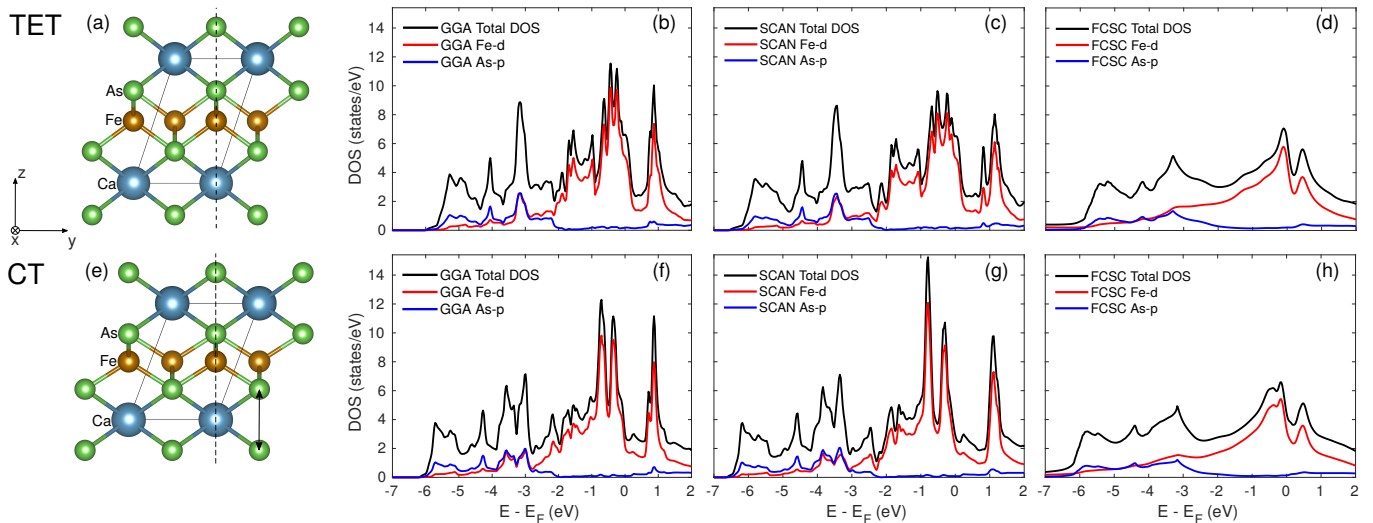 TET
(a)
As
Fe
Ca
z
x
y
DOS (states/eV)
14
12
10
8
6
4
2
0
GGA Total DOS
GGA Fe-d
GGA As-p
(b)
SCAN Total DOS
SCAN Fe-d
SCAN As-p
(c)
FCSC Total DOS
FCSC Fe-d
FCSC As-p
(d)
CT
(e)
As
Fe
Ca
DOS (states/eV)
14
12
10
8
6
4
2
0
GGA Total DOS
GGA Fe-d
GGA As-p
(f)
-7 -6 -5 -4 -3 -2 -1 0 1 2
E - E_F (eV)
SCAN Total DOS
SCAN Fe-d
SCAN As-p
(g)
-7 -6 -5 -4 -3 -2 -1 0 1 2
E - E_F (eV)
FCSC Total DOS
FCSC Fe-d
FCSC As-p
(h)
-7 -6 -5 -4 -3 -2 -1 0 1 2
E - E_F (eV)